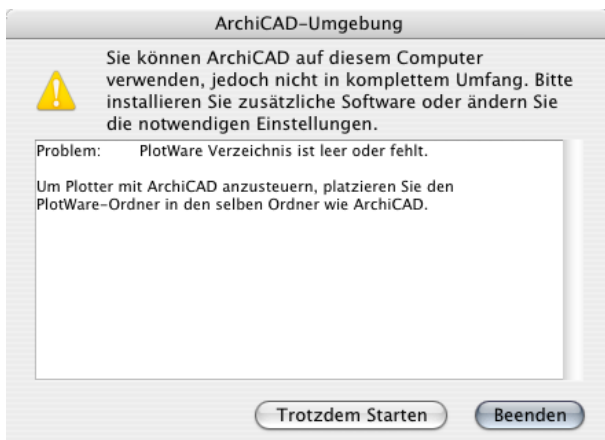 ArchiCAD-Umgebung
Sie können ArchiCAD auf diesem Computer
verwenden, jedoch nicht in komplettem Umfang. Bitte
installieren Sie zusätzliche Software oder ändern Sie
die notwendigen Einstellungen.
Problem: PlotWare Verzeichnis ist leer oder fehlt.
Um Plotter mit ArchiCAD anzusteuern, platzieren Sie den
PlotWare-Ordner in den selben Ordner wie ArchiCAD.
Trotzdem Starten Beenden